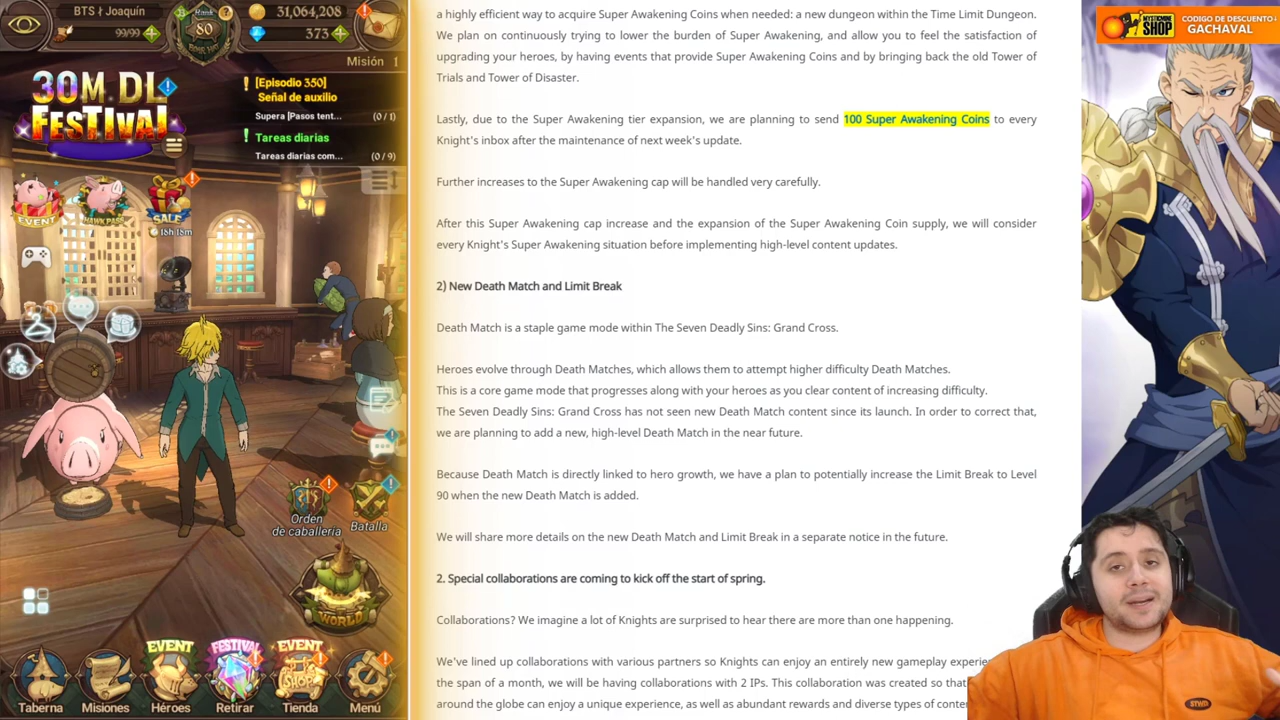 BTS ƚ Joaquín
99/99
Rank
80
31,064,208
373
Misión
30M DL
FESTIVAL
[Episodio 350]
Señal de auxilio
Supera [Pasos tent...
(0 / 1)
Tareas diarias
Tareas diarias com...
(0 / 9)
EVENT
HAWK PASS
SALE
18h 18m
Orden
de caballería
Batalla
WORLD
EVENT
FESTIVAL
EVENT
SHOP
Taberna
Misiones
Héroes
Retirar
Tienda
Menú
a highly efficient way to acquire Super Awakening Coins when needed: a new dungeon within the Time Limit Dungeon.
We plan on continuously trying to lower the burden of Super Awakening, and allow you to feel the satisfaction of
upgrading your heroes, by having events that provide Super Awakening Coins and by bringing back the old Tower of
Trials and Tower of Disaster.
Lastly, due to the Super Awakening tier expansion, we are planning to send 100 Super Awakening Coins to every
Knight's inbox after the maintenance of next week's update.
Further increases to the Super Awakening cap will be handled very carefully.
After this Super Awakening cap increase and the expansion of the Super Awakening Coin supply, we will consider
every Knight's Super Awakening situation before implementing high-level content updates.
2) New Death Match and Limit Break
Death Match is a staple game mode within The Seven Deadly Sins: Grand Cross.
Heroes evolve through Death Matches, which allows them to attempt higher difficulty Death Matches.
This is a core game mode that progresses along with your heroes as you clear content of increasing difficulty.
The Seven Deadly Sins: Grand Cross has not seen new Death Match content since its launch. In order to correct that,
we are planning to add a new, high-level Death Match in the near future.
Because Death Match is directly linked to hero growth, we have a plan to potentially increase the Limit Break to Level
90 when the new Death Match is added.
We will share more details on the new Death Match and Limit Break in a separate notice in the future.
2. Special collaborations are coming to kick off the start of spring.
Collaborations? We imagine a lot of Knights are surprised to hear there are more than one happening.
We've lined up collaborations with various partners so Knights can enjoy an entirely new gameplay experie
the span of a month, we will be having collaborations with 2 IPs. This collaboration was created so that
around the globe can enjoy a unique experience, as well as abundant rewards and diverse types of conte
SHOP
CODIGO DE DESCUENTO↓
GACHAVAL
STWD